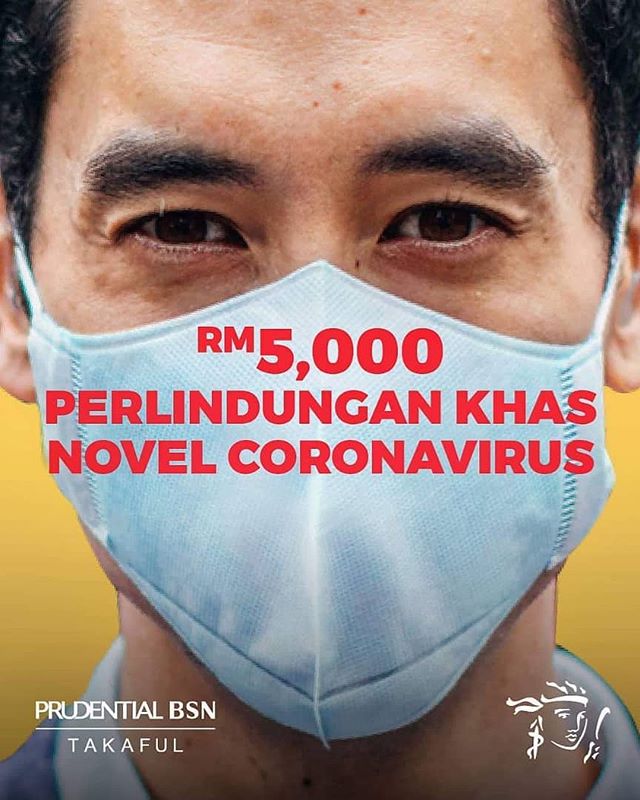 RM5,000
PERLINDUNGAN KHAS
NOVEL CORONAVIRUS
PRUDENTIAL BSN
TAKAFUL